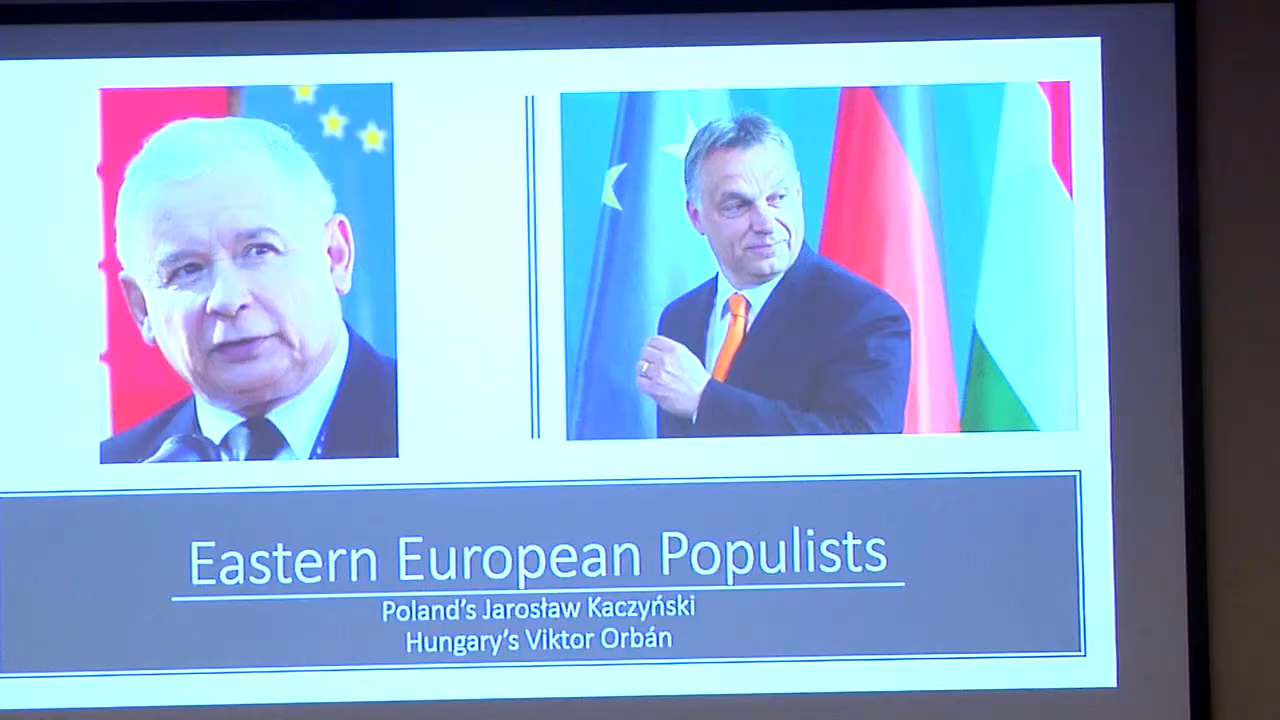 Eastern European Populists
Poland's Jarosław Kaczyński
Hungary's Viktor Orbán